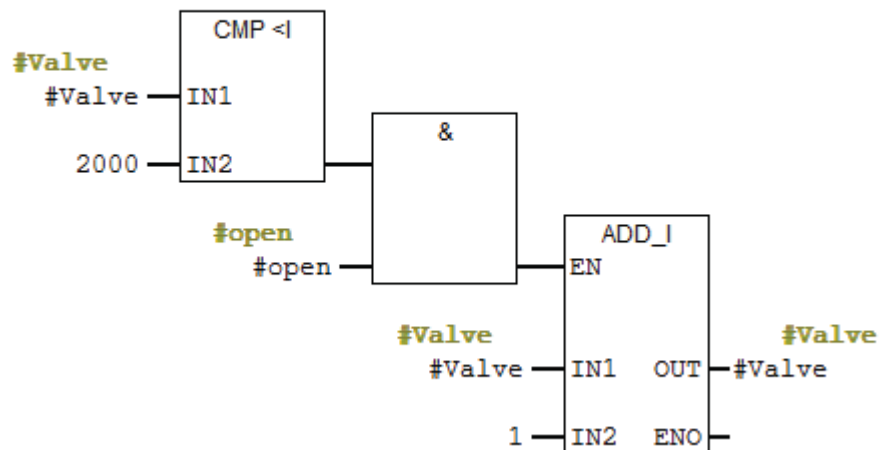 CMP <I
#Valve
#Valve IN1
2000 IN2
&
#open
#open
ADD_I
EN
#Valve #Valve
#Valve IN1 OUT #Valve
1 IN2 ENO